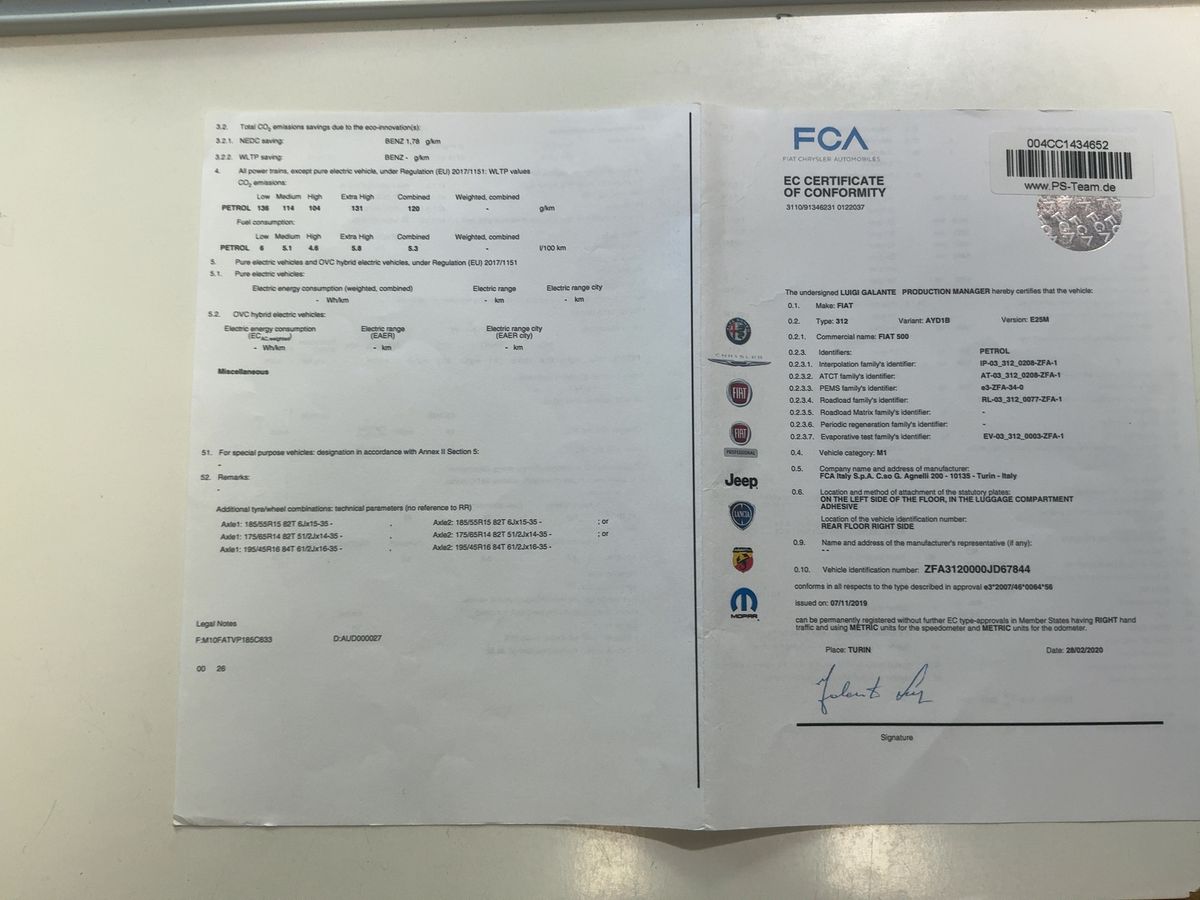 3.2. Total CO2 emissions savings due to the eco-innovation(s):
3.2.1. NEDC saving: BENZ 1,78 g/km
3.2.2. WLTP saving: BENZ - g/km
4. All power trains, except pure electric vehicle, under Regulation (EU) 2017/1151: WLTP values
CO2 emissions:
Low Medium High Extra High Combined Weighted, combined
PETROL 136 114 104 131 120 - g/km
Fuel consumption:
Low Medium High Extra High Combined Weighted, combined
PETROL 6 5.1 4.6 5.8 5.3 - l/100 km
5. Pure electric vehicles and OVC hybrid electric vehicles, under Regulation (EU) 2017/1151
5.1. Pure electric vehicles:
Electric energy consumption (weighted, combined) Electric range Electric range city
- Wh/km - km - km
5.2. OVC hybrid electric vehicles:
Electric energy consumption Electric range Electric range city
(ECAC,weighted) (EAER) (EAER city)
- Wh/km - km - km
Miscellaneous
51. For special purpose vehicles: designation in accordance with Annex II Section 5:
-
52. Remarks:
-
Additional tyre/wheel combinations: technical parameters (no reference to RR)
Axle1: 185/55R15 82T 6Jx15-35 - . Axle2: 185/55R15 82T 6Jx15-35 - ; or
Axle1: 175/65R14 82T 51/2Jx14-35 - . Axle2: 175/65R14 82T 51/2Jx14-35 - ; or
Axle1: 195/45R16 84T 61/2Jx16-35 - . Axle2: 195/45R16 84T 61/2Jx16-35 -
Legal Notes
F:M10FATVP185C833 D:AUD000027
00 26
FCA
FIAT CHRYSLER AUTOMOBILES
004CC1434652
www.PS-Team.de
EC CERTIFICATE
OF CONFORMITY
3110/91346231 0122037
The undersigned LUIGI GALANTE PRODUCTION MANAGER hereby certifies that the vehicle:
0.1. Make: FIAT
0.2. Type: 312 Variant: AYD1B Version: E25M
0.2.1. Commercial name: FIAT 500
0.2.3. Identifiers: PETROL
0.2.3.1. Interpolation family's identifier: IP-03_312_0208-ZFA-1
0.2.3.2. ATCT family's identifier: AT-03_312_0208-ZFA-1
0.2.3.3. PEMS family's identifier: e3-ZFA-34-0
0.2.3.4. Roadload family's identifier: RL-03_312_0077-ZFA-1
0.2.3.5. Roadload Matrix family's identifier: -
0.2.3.6. Periodic regeneration family's identifier: -
0.2.3.7. Evaporative test family's identifier: EV-03_312_0003-ZFA-1
0.4. Vehicle category: M1
0.5. Company name and address of manufacturer:
FCA Italy S.p.A. C.so G. Agnelli 200 - 10135 - Turin - Italy
0.6. Location and method of attachment of the statutory plates:
ON THE LEFT SIDE OF THE FLOOR, IN THE LUGGAGE COMPARTMENT
ADHESIVE
Location of the vehicle identification number:
REAR FLOOR RIGHT SIDE
0.9. Name and address of the manufacturer's representative (if any):
- -
0.10. Vehicle identification number: ZFA3120000JD67844
conforms in all respects to the type described in approval e3*2007/46*0064*56
issued on: 07/11/2019
can be permanently registered without further EC type-approvals in Member States having RIGHT hand
traffic and using METRIC units for the speedometer and METRIC units for the odometer.
Place: TURIN Date: 28/02/2020
Signature
CHRYSLER
FIAT
FIAT
PROFESSIONAL
Jeep
LANCIA
MOPAR